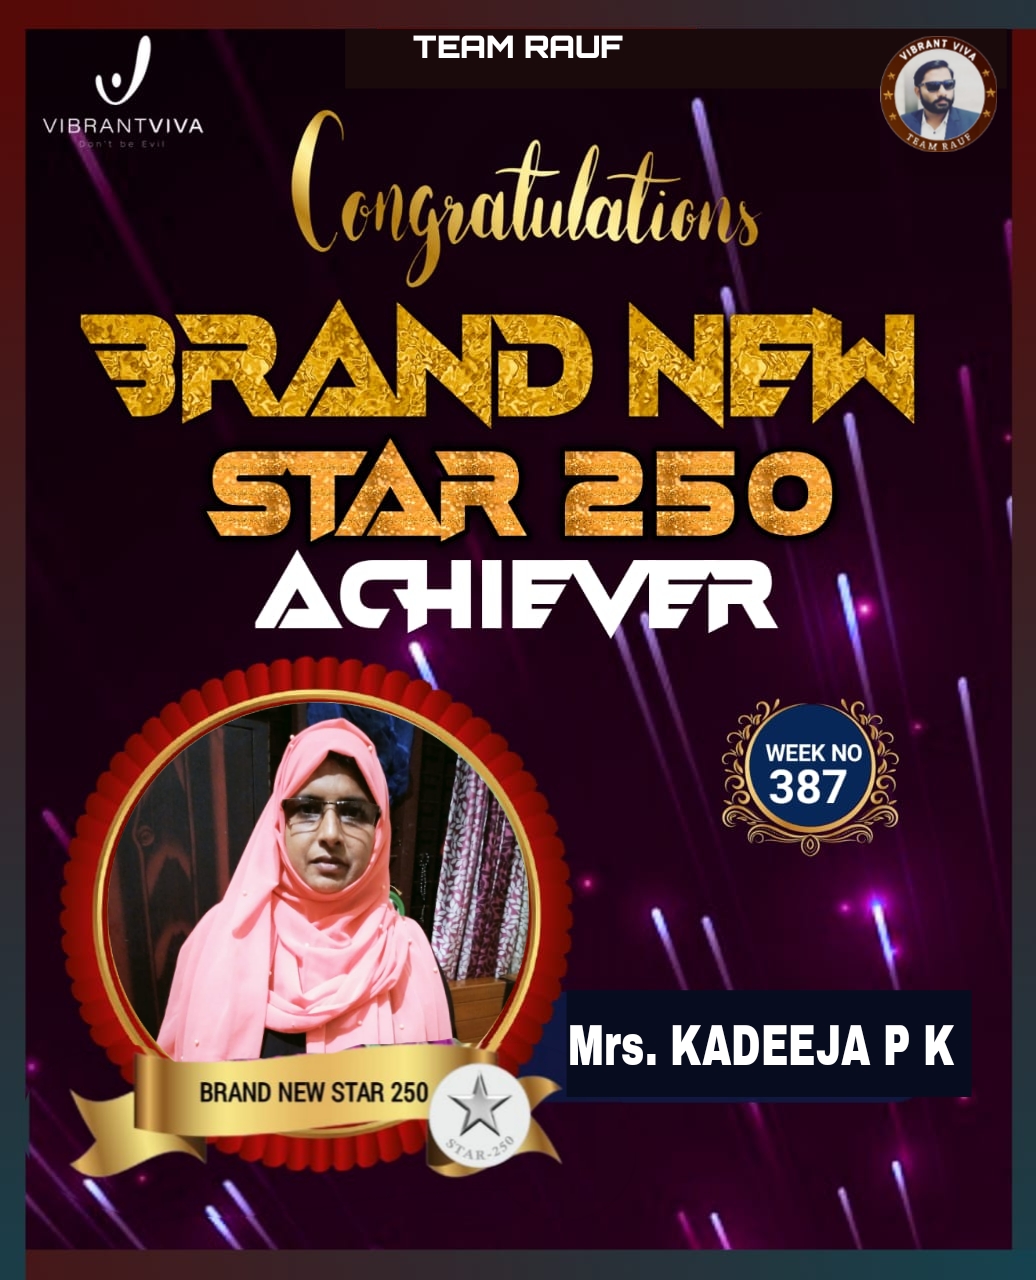 TEAM RAUF
VIBRANTVIVA
Don't be Evil
VIBRANT VIVA
TEAM RAUF
Congratulations
BRAND NEW
STAR 250
ACHIEVER
WEEK NO
387
Mrs. KADEEJA P K
BRAND NEW STAR 250
STAR-250